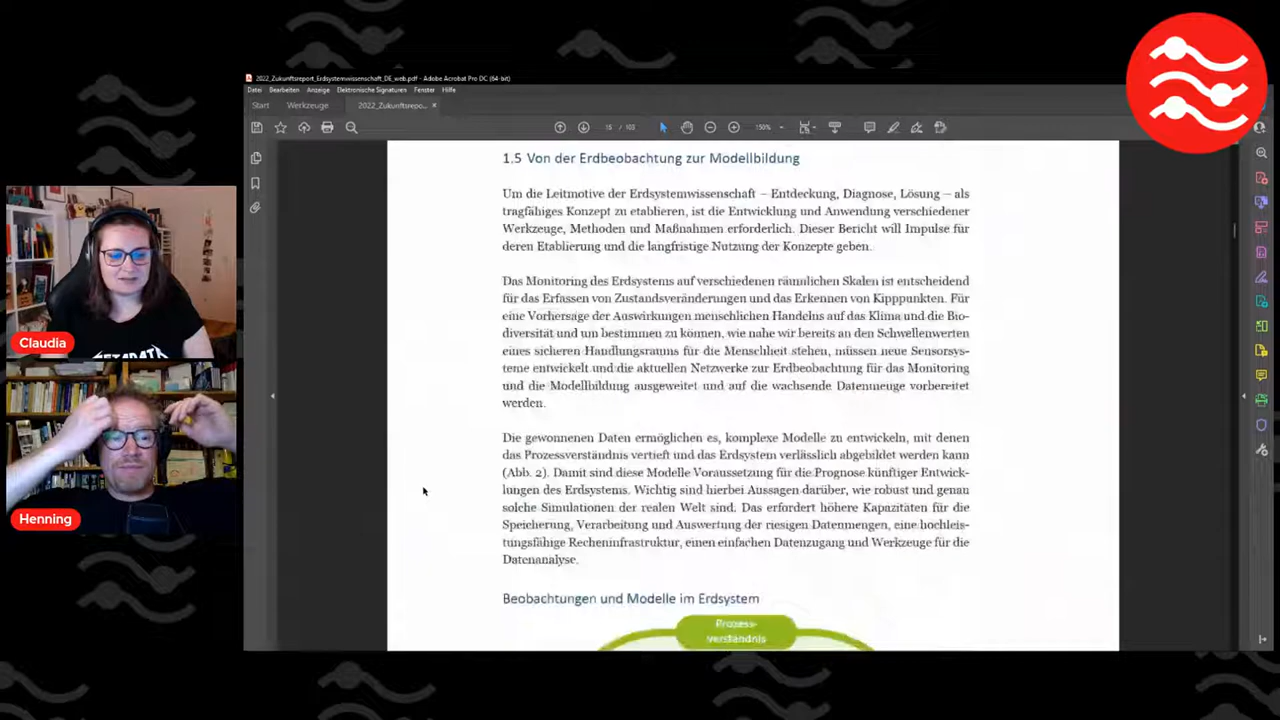 2022_Zukunftsreport_Erdsystemwissenschaft_DE_web.pdf - Adobe Acrobat Pro DC (64-bit)
Datei Bearbeiten Anzeige Elektronische Signaturen Fenster Hilfe
Start Werkzeuge 2022_Zukunftsrepo... ×
/ 103 150%
1.5 Von der Erdbeobachtung zur Modellbildung
Um die Leitmotive der Erdsystemwissenschaft – Entdeckung, Diagnose, Lösung – als
tragfähiges Konzept zu etablieren, ist die Entwicklung und Anwendung verschiedener
Werkzeuge, Methoden und Maßnahmen erforderlich. Dieser Bericht will Impulse für
deren Etablierung und die langfristige Nutzung der Konzepte geben.
Das Monitoring des Erdsystems auf verschiedenen räumlichen Skalen ist entscheidend
für das Erfassen von Zustandsveränderungen und das Erkennen von Kipppunkten. Für
eine Vorhersage der Auswirkungen menschlichen Handelns auf das Klima und die Bio-
diversität und um bestimmen zu können, wie nahe wir bereits an den Schwellenwerten
eines sicheren Handlungsraums für die Menschheit stehen, müssen neue Sensorsys-
teme entwickelt und die aktuellen Netzwerke zur Erdbeobachtung für das Monitoring
und die Modellbildung ausgeweitet und auf die wachsende Datenmenge vorbereitet
werden.
Die gewonnenen Daten ermöglichen es, komplexe Modelle zu entwickeln, mit denen
das Prozessverständnis vertieft und das Erdsystem verlässlich abgebildet werden kann
(Abb. 2). Damit sind diese Modelle Voraussetzung für die Prognose künftiger Entwick-
lungen des Erdsystems. Wichtig sind hierbei Aussagen darüber, wie robust und genau
solche Simulationen der realen Welt sind. Das erfordert höhere Kapazitäten für die
Speicherung, Verarbeitung und Auswertung der riesigen Datenmengen, eine hochleis-
tungsfähige Recheninfrastruktur, einen einfachen Datenzugang und Werkzeuge für die
Datenanalyse.
Beobachtungen und Modelle im Erdsystem
Prozess-
verständnis
Claudia
Henning